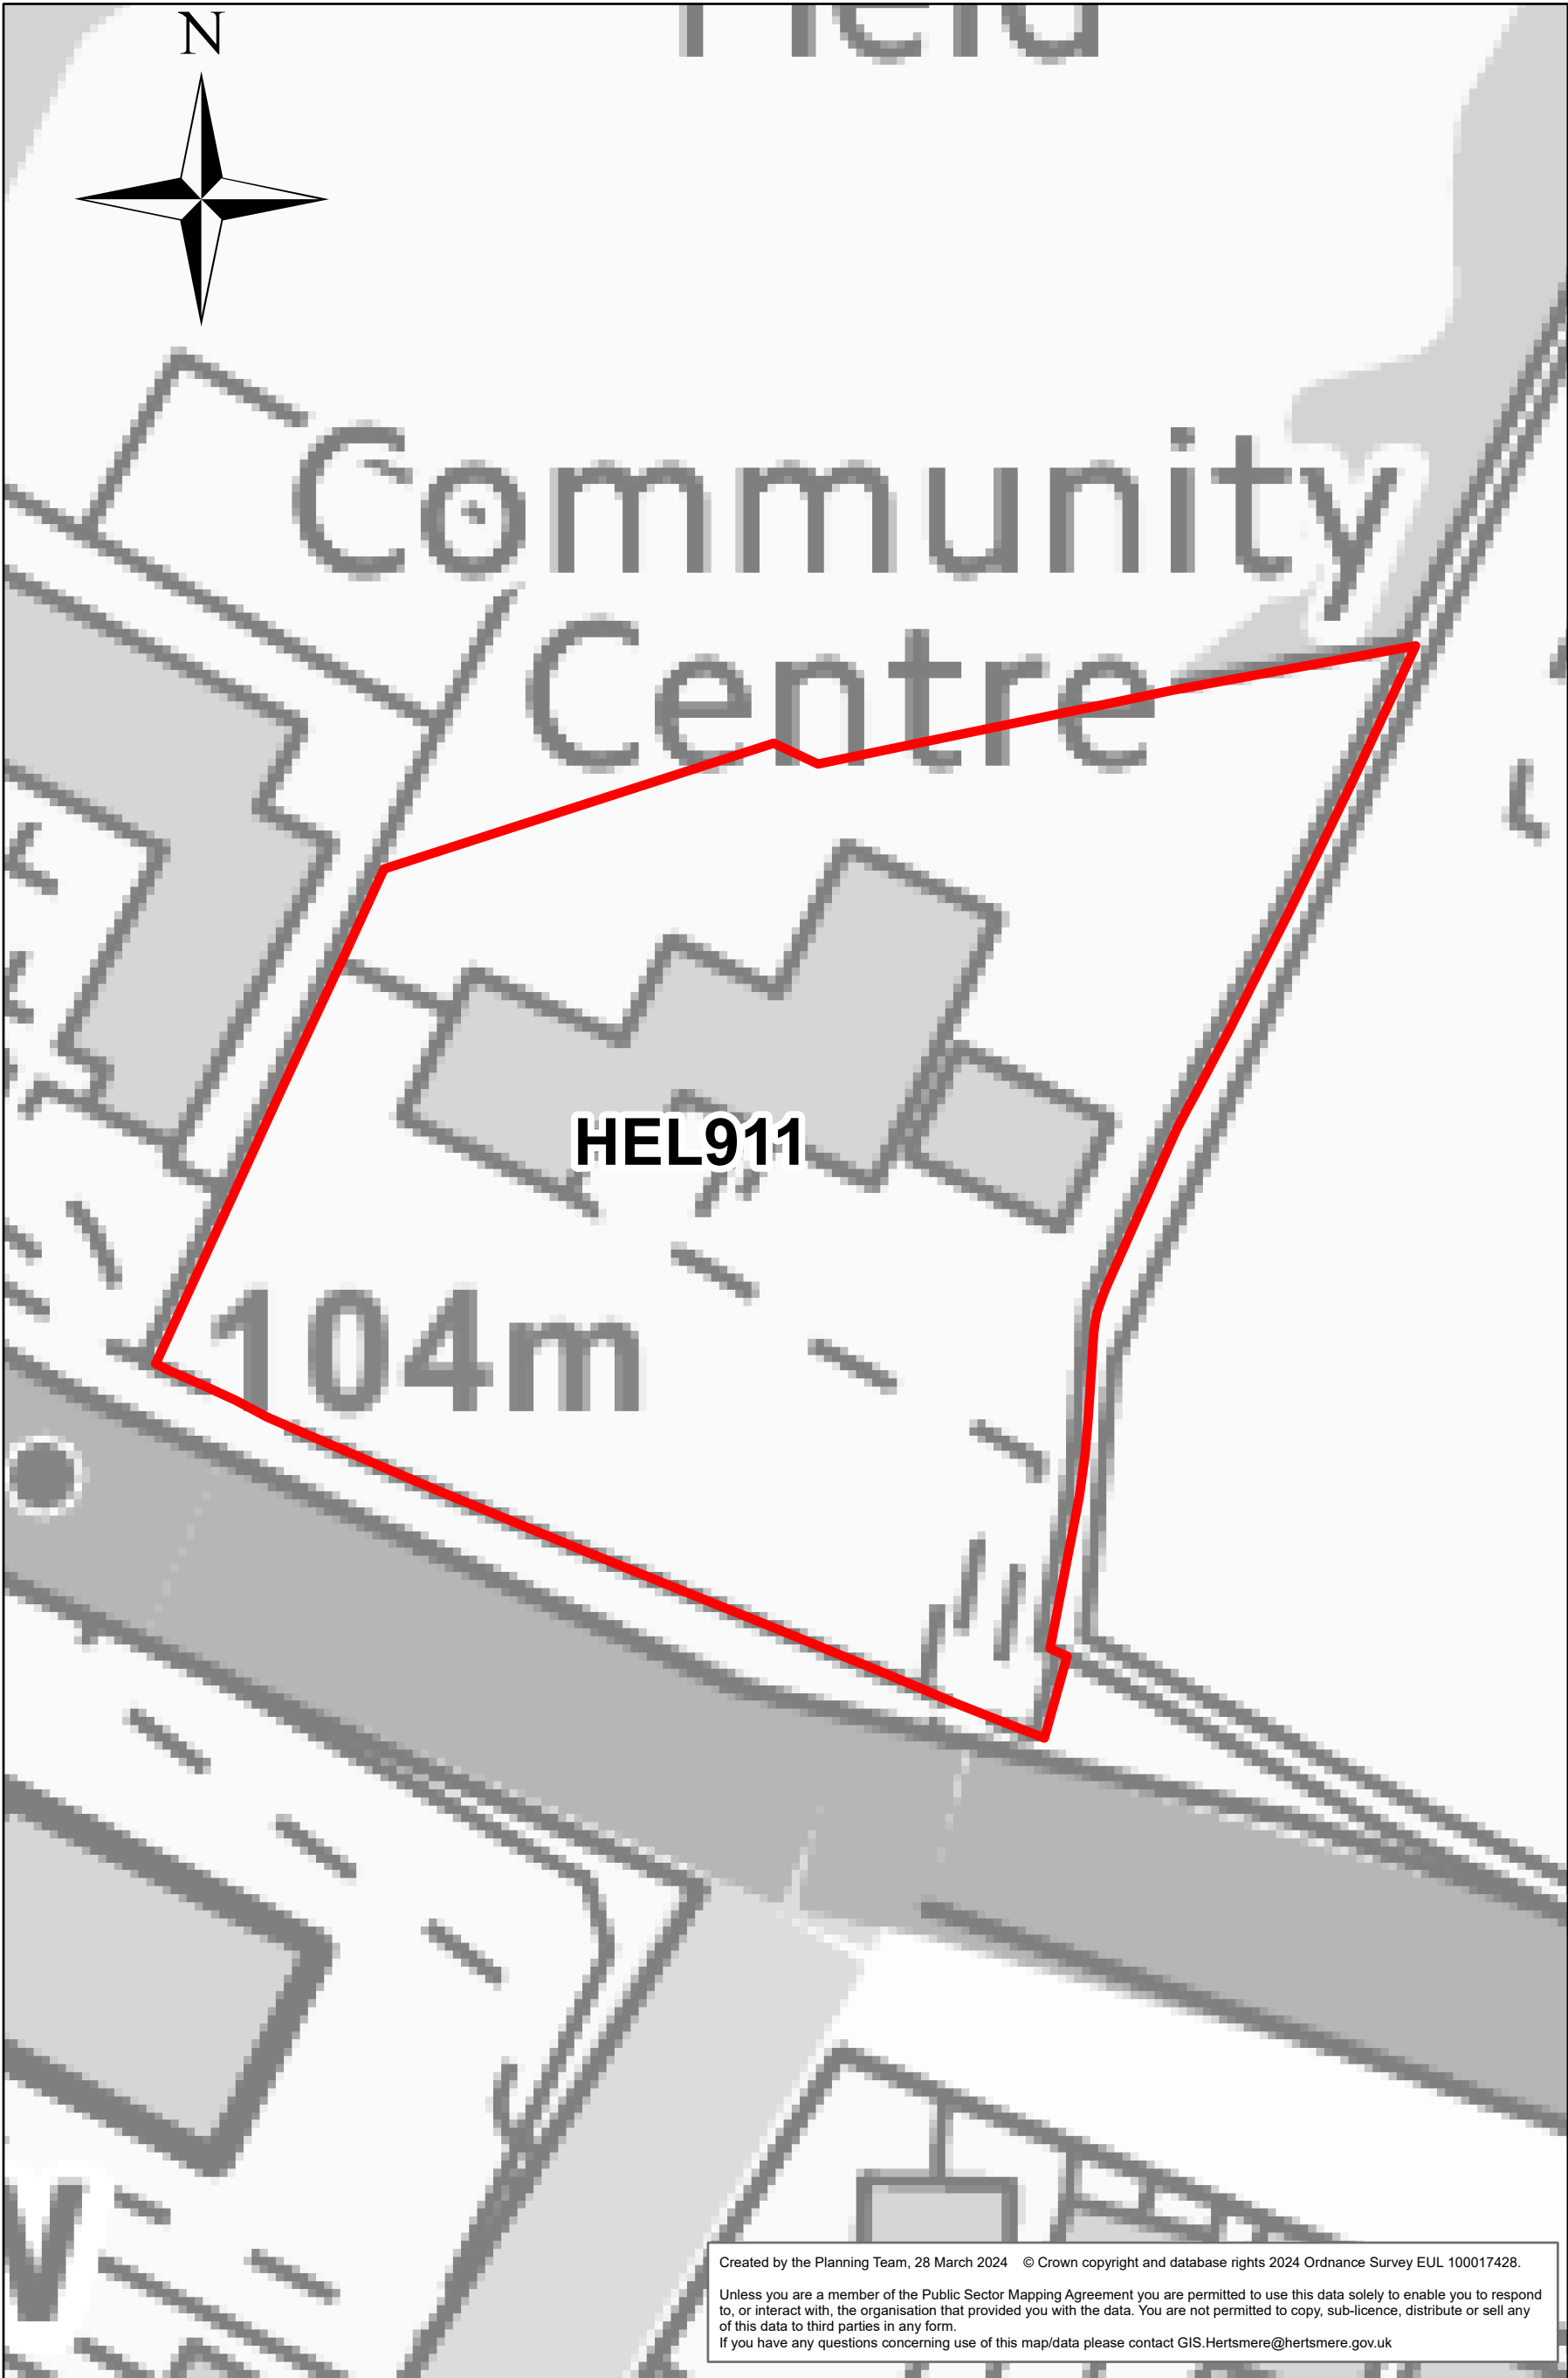 N
Community
Centre
HEL911
104m
Created by the Planning Team, 28 March 2024 © Crown copyright and database rights 2024 Ordnance Survey EUL 100017428.
Unless you are a member of the Public Sector Mapping Agreement you are permitted to use this data solely to enable you to respond
to, or interact with, the organisation that provided you with the data. You are not permitted to copy, sub-licence, distribute or sell any
of this data to third parties in any form.
If you have any questions concerning use of this map/data please contact GIS.Hertsmere@hertsmere.gov.uk